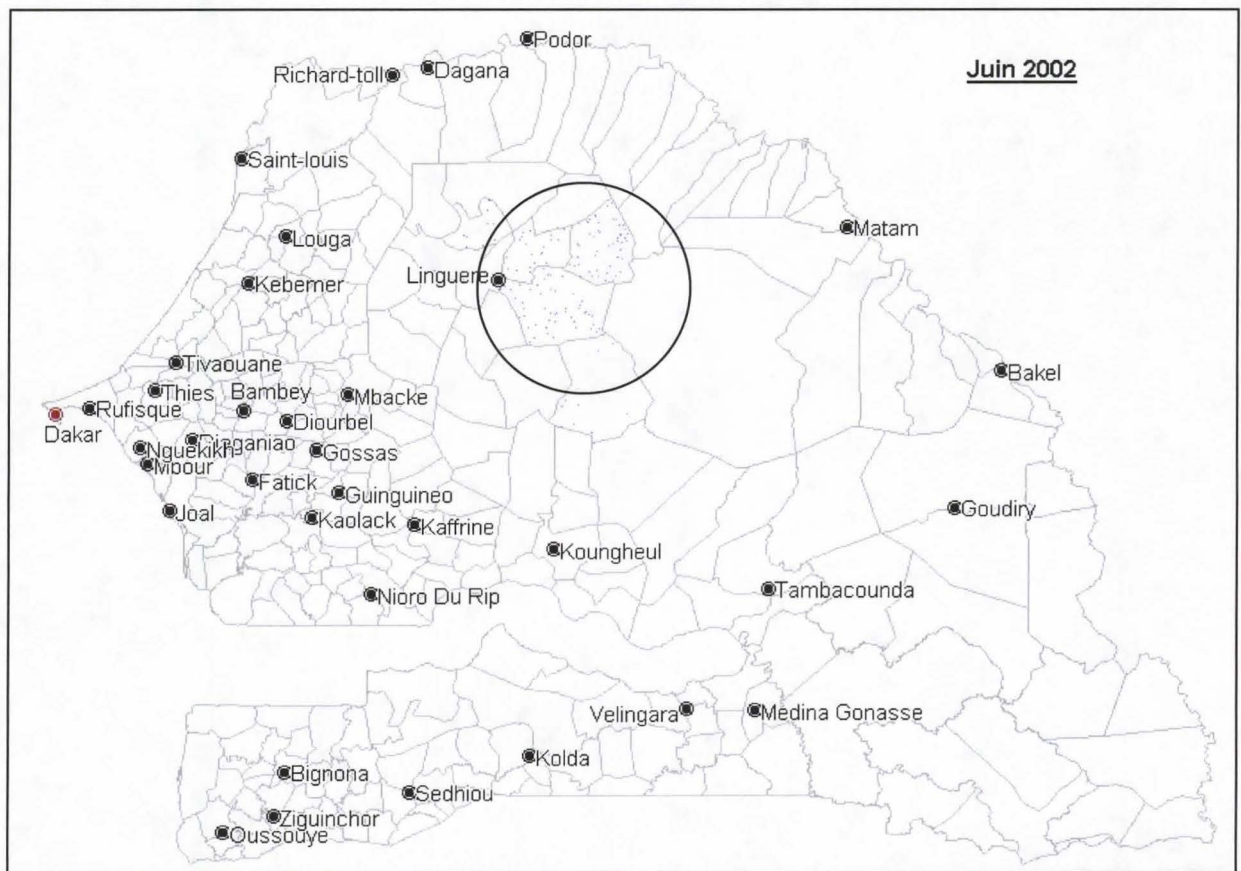 Podor
Juin 2002
Richard-toll
Dagana
Saint-louis
Matam
Louga
Linguere
Kebemer
Tivaouane
Bakel
Thies
Bambey
Mbacke
Rufisque
Diourbel
Dakar
Nguekikh
Gossas
Mbour
Fatick
Guinguineo
Goudiry
Joal
Kaolack
Kaffrine
Koungheul
Nioro Du Rip
Tambacounda
Velingara
Medina Gonasse
Kolda
Bignona
Sedhiou
Ziguinchor
Oussouye